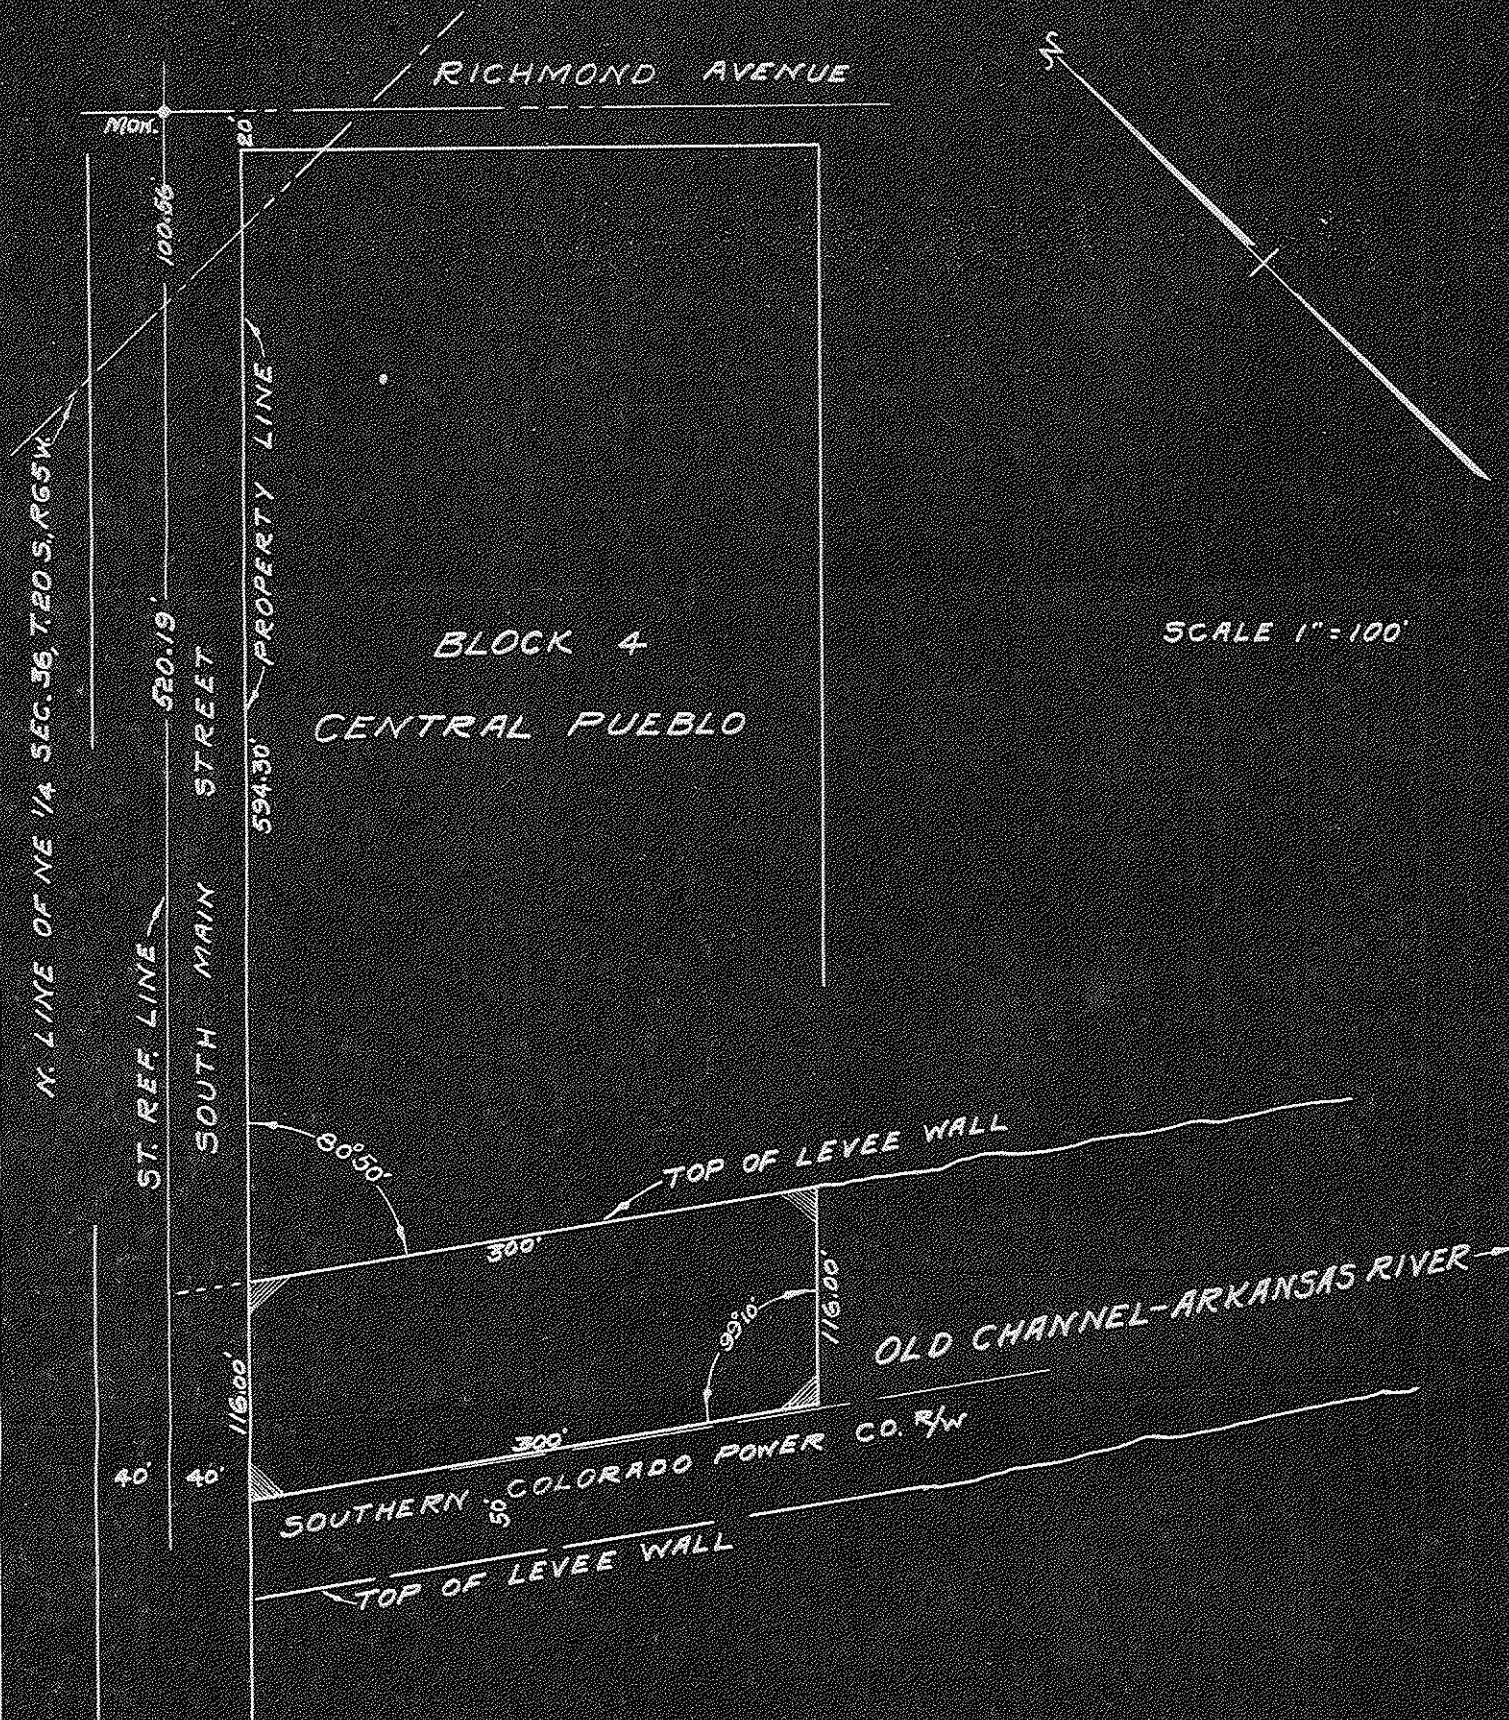 N
RICHMOND AVENUE
MON.
20'
100.56'
PROPERTY LINE
N. LINE OF NE 1/4 SEC. 36, T. 20 S., R65W.
520.19'
SOUTH MAIN STREET
594.30'
BLOCK 4
CENTRAL PUEBLO
SCALE 1" = 100'
ST. REF. LINE
80°50'
TOP OF LEVEE WALL
300'
99°10'
116.00'
OLD CHANNEL-ARKANSAS RIVER
116.00'
300'
40'
40'
SOUTHERN COLORADO POWER CO. R/W
50'
TOP OF LEVEE WALL